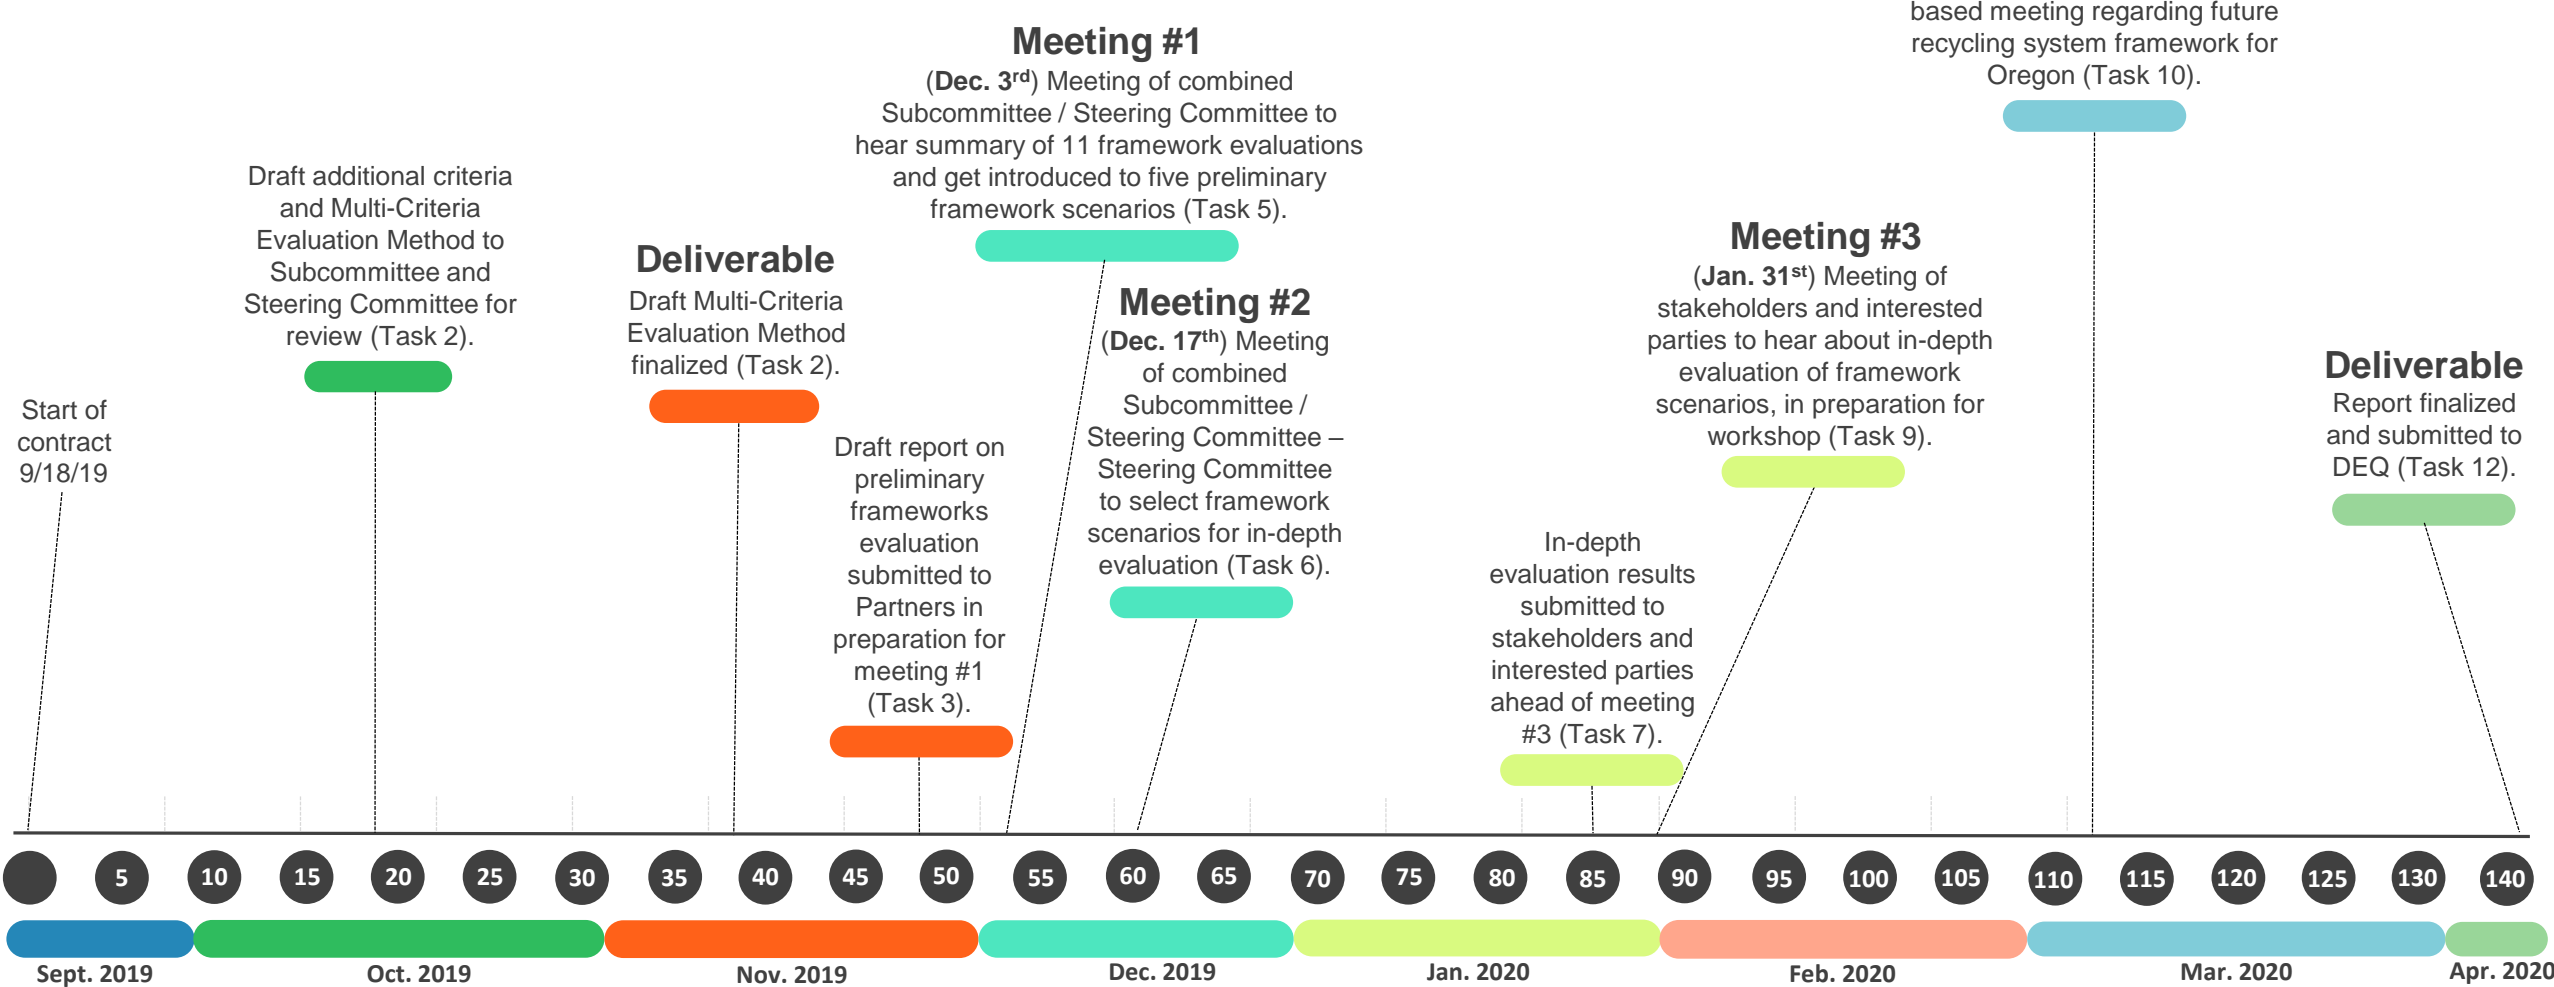 Start of
contract
9/18/19
Draft additional criteria
and Multi-Criteria
Evaluation Method to
Subcommittee and
Steering Committee for
review (Task 2).
Deliverable
Draft Multi-Criteria
Evaluation Method
finalized (Task 2).
Draft report on
preliminary
frameworks
evaluation
submitted to
Partners in
preparation for
meeting #1
(Task 3).
Meeting #1
(Dec. 3rd) Meeting of combined
Subcommittee / Steering Committee to
hear summary of 11 framework evaluations
and get introduced to five preliminary
framework scenarios (Task 5).
Meeting #2
(Dec. 17th) Meeting
of combined
Subcommittee /
Steering Committee –
Steering Committee
to select framework
scenarios for in-depth
evaluation (Task 6).
In-depth
evaluation results
submitted to
stakeholders and
interested parties
ahead of meeting
#3 (Task 7).
Meeting #3
(Jan. 31st) Meeting of
stakeholders and interested
parties to hear about in-depth
evaluation of framework
scenarios, in preparation for
workshop (Task 9).
based meeting regarding future
recycling system framework for
Oregon (Task 10).
Deliverable
Report finalized
and submitted to
DEQ (Task 12).
5 10 15 20 25 30 35 40 45 50 55 60 65 70 75 80 85 90 95 100 105 110 115 120 125 130 140
Sept. 2019 Oct. 2019 Nov. 2019 Dec. 2019 Jan. 2020 Feb. 2020 Mar. 2020 Apr. 2020